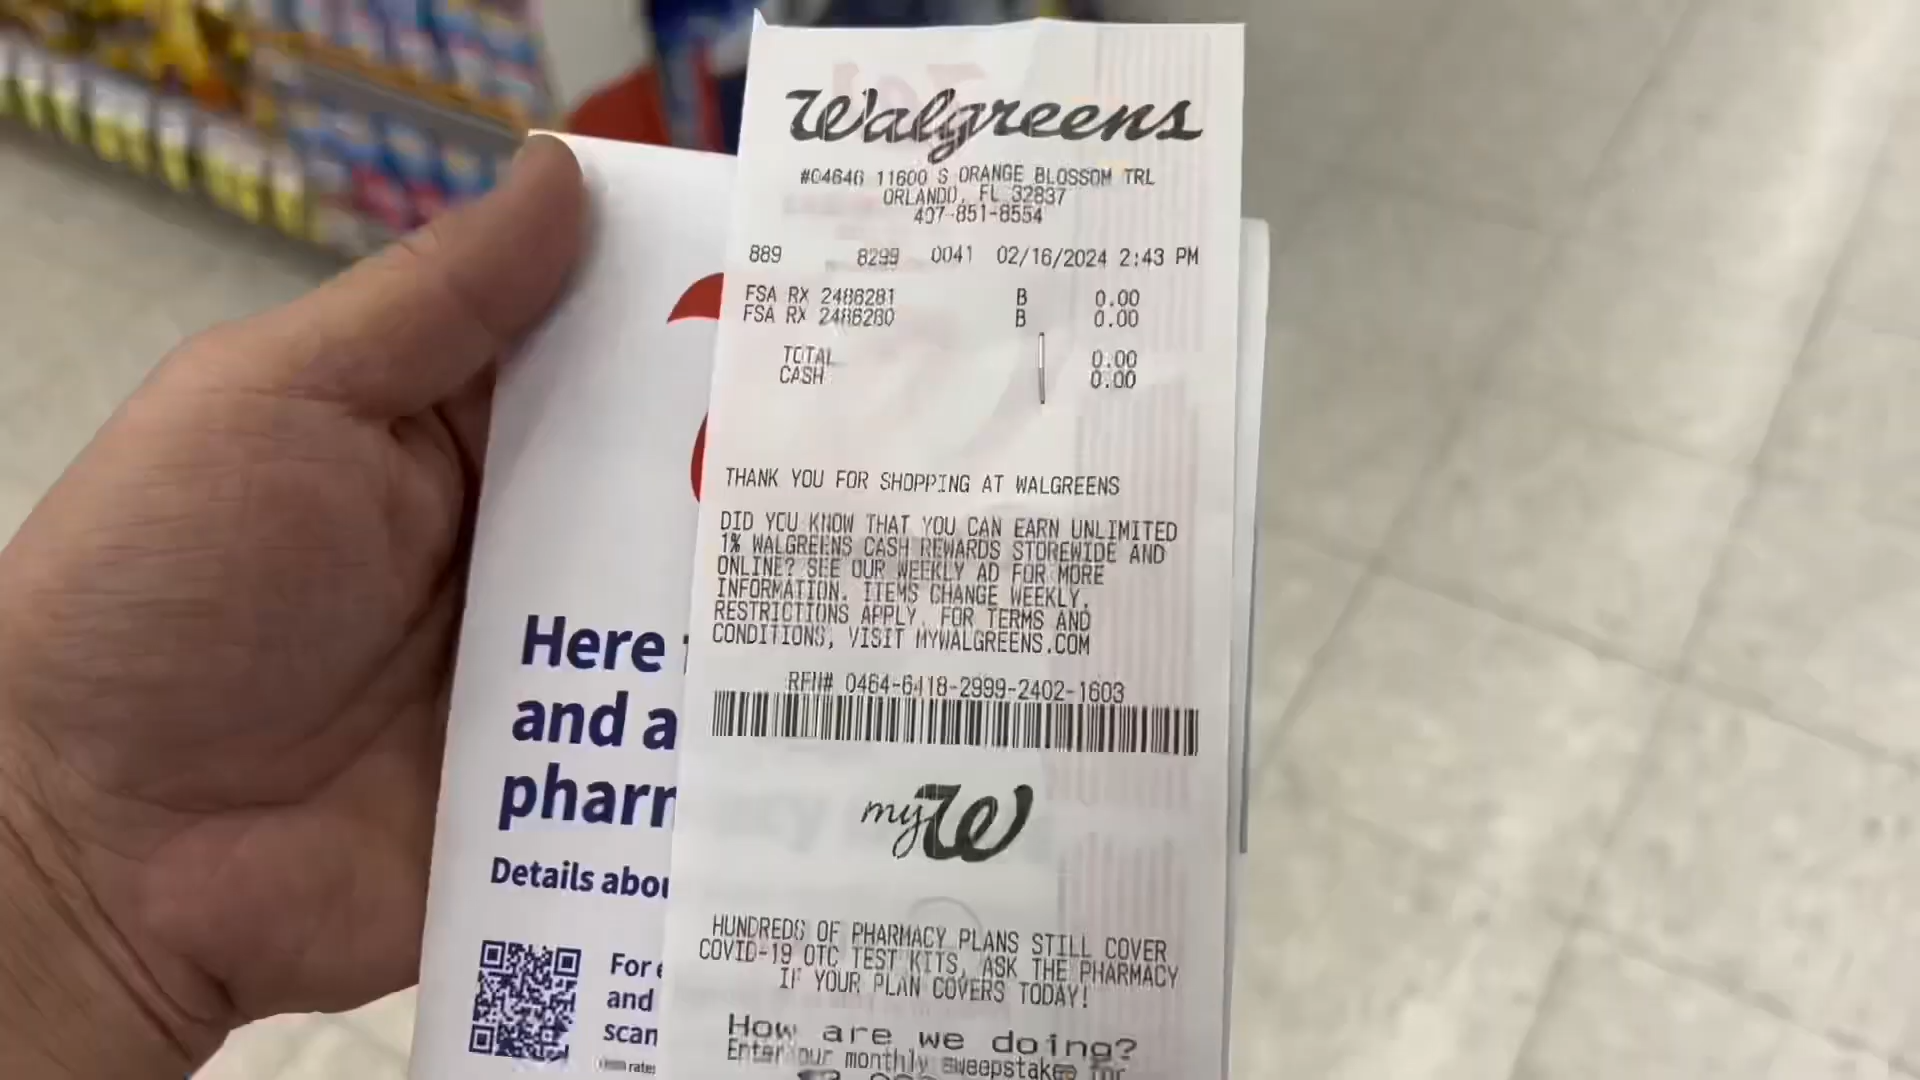 Walgreens
#04646 11600 S ORANGE BLOSSOM TRL
ORLANDO, FL 32837
407-851-8554
889 8299 0041 02/16/2024 2:43 PM
FSA RX 2486281 B 0.00
FSA RX 2486280 B 0.00
TOTAL 0.00
CASH 0.00
THANK YOU FOR SHOPPING AT WALGREENS
DID YOU KNOW THAT YOU CAN EARN UNLIMITED
1% WALGREENS CASH REWARDS STOREWIDE AND
ONLINE? SEE OUR WEEKLY AD FOR MORE
INFORMATION. ITEMS CHANGE WEEKLY.
RESTRICTIONS APPLY. FOR TERMS AND
CONDITIONS, VISIT MYWALGREENS.COM
RFN# 0464-6418-2999-2402-1603
myW
HUNDREDS OF PHARMACY PLANS STILL COVER
COVID-19 OTC TEST KITS, ASK THE PHARMACY
IF YOUR PLAN COVERS TODAY!
How are we doing?
Enter our monthly sweepstakes for
Here
and a
pharm
Details abou
For
and
scan